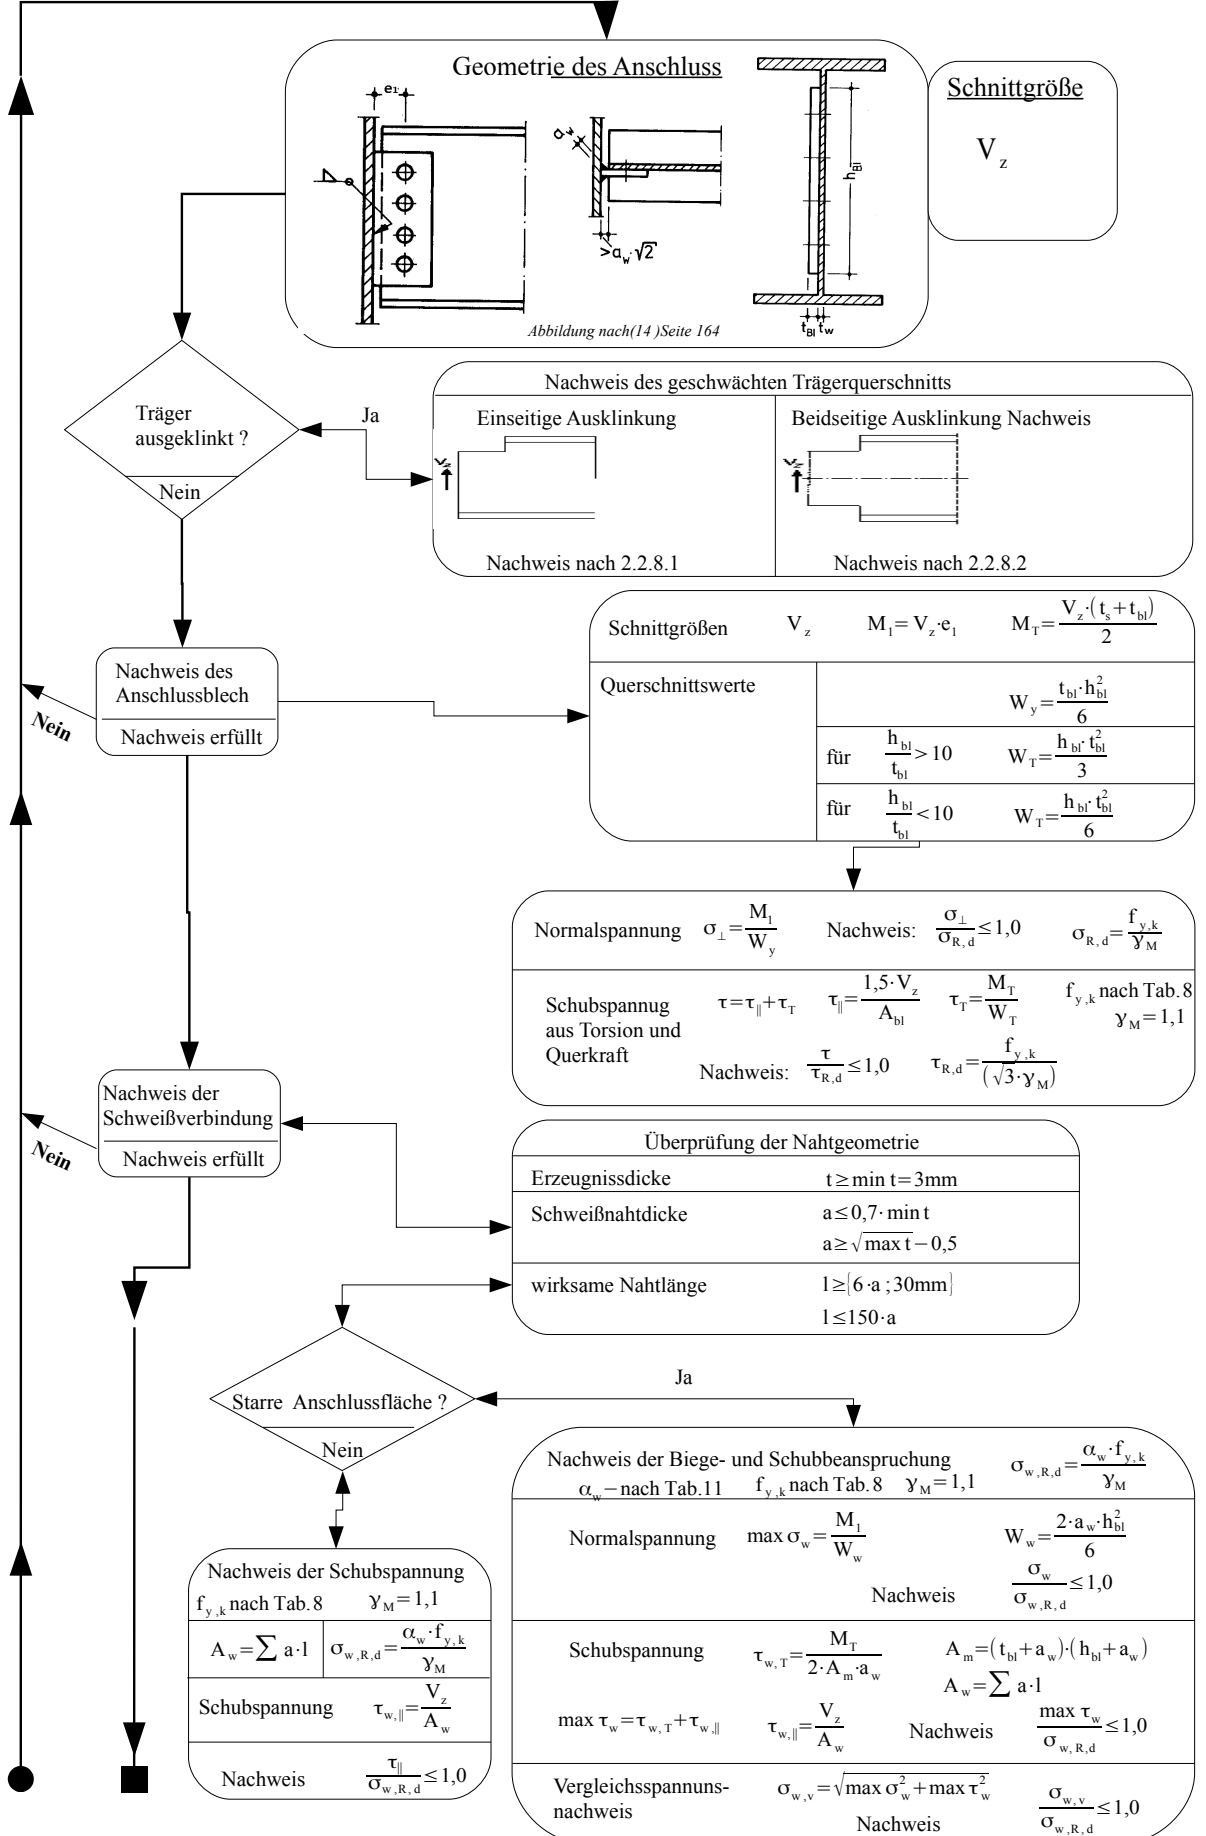 Geometrie des Anschluss
e₁
a_w
h_Bl
>a_w·√2
t_Bl t_w
Abbildung nach(14 )Seite 164
Schnittgröße
V_z
Träger
ausgeklinkt ?
Nein
Ja
Nachweis des geschwächten Trägerquerschnitts
Einseitige Ausklinkung
V_z
Nachweis nach 2.2.8.1
Beidseitige Ausklinkung Nachweis
V_z
Nachweis nach 2.2.8.2
Nachweis des
Anschlussblech
Nachweis erfüllt
Nein
Schnittgrößen V_z M_1=V_z·e_1 M_T=V_z·(t_s+t_bl)/2
Querschnittswerte
W_y=t_bl·h_bl²/6
für h_bl/t_bl>10 W_T=h_bl·t_bl²/3
für h_bl/t_bl<10 W_T=h_bl·t_bl²/6
Normalspannung σ_⊥=M_1/W_y Nachweis: σ_⊥/σ_R,d≤1,0 σ_R,d=f_y,k/γ_M
Schubspannug
aus Torsion und
Querkraft
τ=τ_||+τ_T τ_||=1,5·V_z/A_bl τ_T=M_T/W_T f_y,k nach Tab.8
γ_M=1,1
Nachweis: τ/τ_R,d≤1,0 τ_R,d=f_y,k/(√3·γ_M)
Nachweis der
Schweißverbindung
Nachweis erfüllt
Nein
Überprüfung der Nahtgeometrie
Erzeugnissdicke t≥min t=3mm
Schweißnahtdicke a≤0,7·min t
a≥√max t−0,5
wirksame Nahtlänge l≥{6·a;30mm}
l≤150·a
Starre Anschlussfläche ?
Nein
Ja
Nachweis der Schubspannung
f_y,k nach Tab.8 γ_M=1,1
A_w=∑ a·l σ_w,R,d=α_w·f_y,k/γ_M
Schubspannung τ_w,||=V_z/A_w
Nachweis τ_||/σ_w,R,d≤1,0
Nachweis der Biege- und Schubbeanspruchung σ_w,R,d=α_w·f_y,k/γ_M
α_w−nach Tab.11 f_y,k nach Tab.8 γ_M=1,1
Normalspannung max σ_w=M_1/W_w W_w=2·a_w·h_bl²/6
Nachweis σ_w/σ_w,R,d≤1,0
Schubspannung τ_w,T=M_T/2·A_m·a_w A_m=(t_bl+a_w)·(h_bl+a_w)
A_w=∑ a·l
max τ_w=τ_w,T+τ_w,|| τ_w,||=V_z/A_w Nachweis max τ_w/σ_w,R,d≤1,0
Vergleichsspannuns-
nachweis
σ_w,v=√max σ_w²+max τ_w²
Nachweis σ_w,v/σ_w,R,d≤1,0